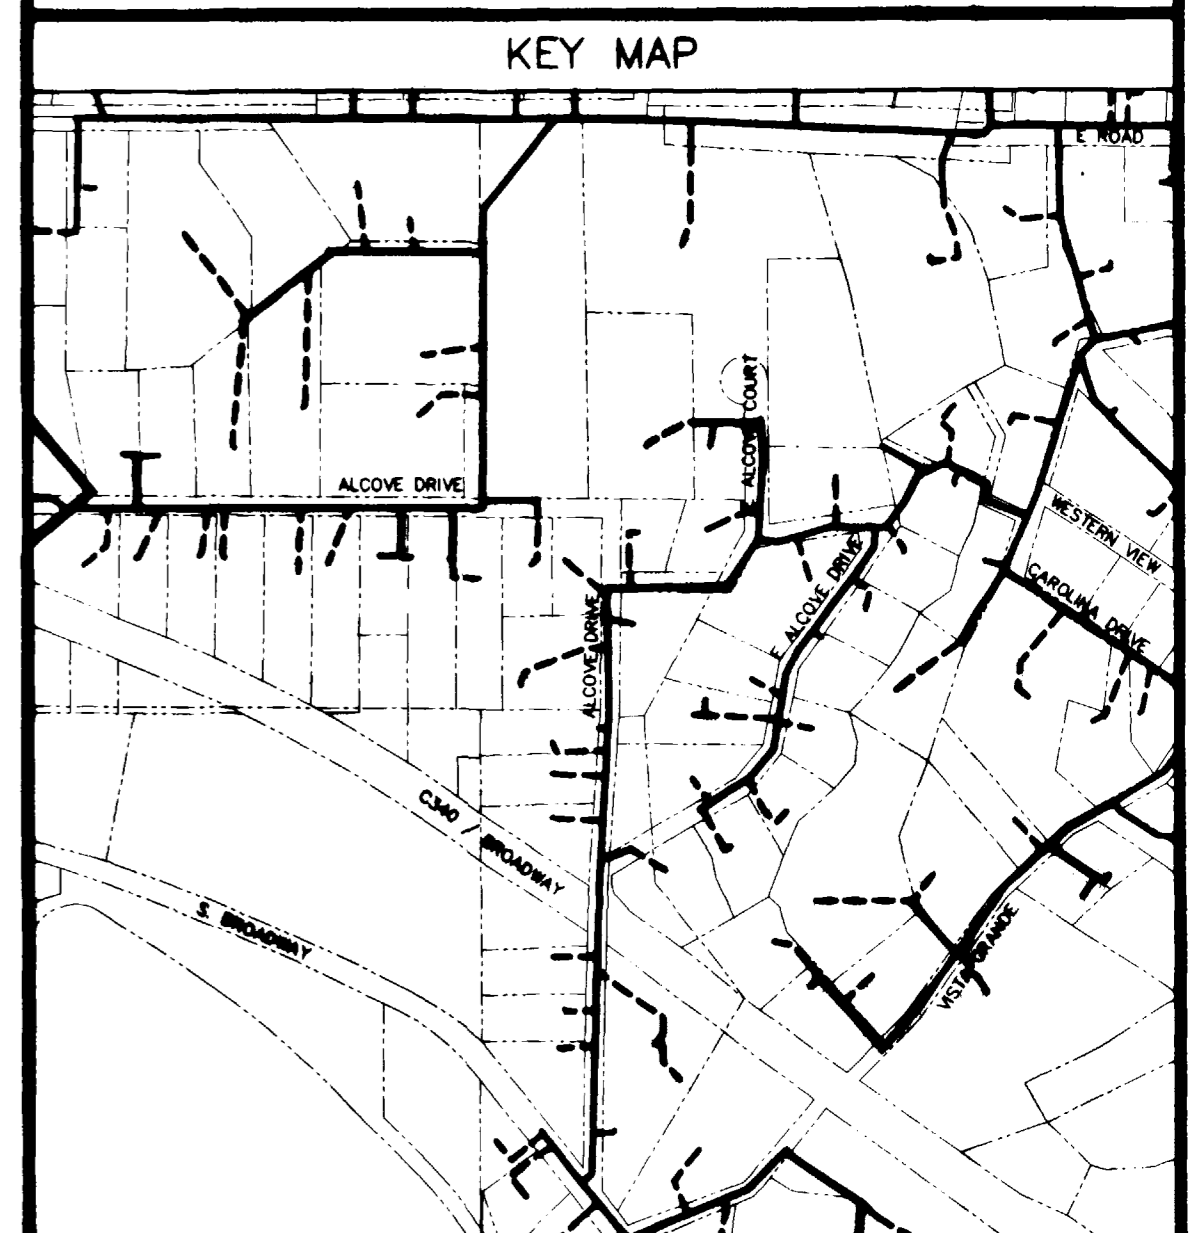 KEY MAP
E ROAD
ALCOVE COURT
ALCOVE DRIVE
WESTERN VIEW
E ALCOVE DRIVE
CAROLINA DRIVE
ALCOVE DRIVE
C340 / BROADWAY
S. BROADWAY
VISTA GRANDE